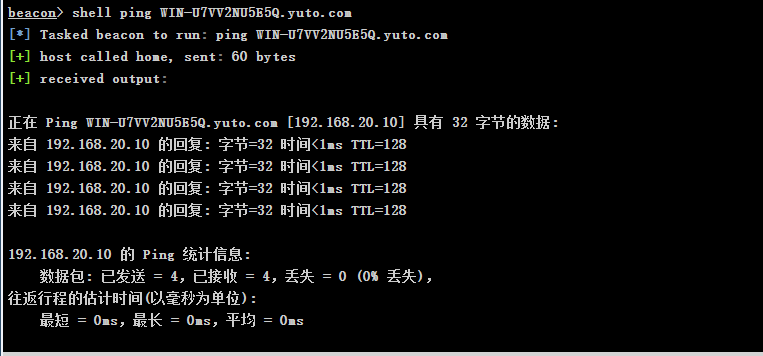 beacon> shell ping WIN-U7VV2NU5E5Q.yuto.com
[*] Tasked beacon to run: ping WIN-U7VV2NU5E5Q.yuto.com
[+] host called home, sent: 60 bytes
[+] received output:
正在 Ping WIN-U7VV2NU5E5Q.yuto.com [192.168.20.10] 具有 32 字节的数据:
来自 192.168.20.10 的回复: 字节=32 时间<1ms TTL=128
来自 192.168.20.10 的回复: 字节=32 时间<1ms TTL=128
来自 192.168.20.10 的回复: 字节=32 时间<1ms TTL=128
来自 192.168.20.10 的回复: 字节=32 时间<1ms TTL=128
192.168.20.10 的 Ping 统计信息:
数据包: 已发送 = 4，已接收 = 4，丢失 = 0 (0% 丢失)，
往返行程的估计时间(以毫秒为单位):
最短 = 0ms，最长 = 0ms，平均 = 0ms